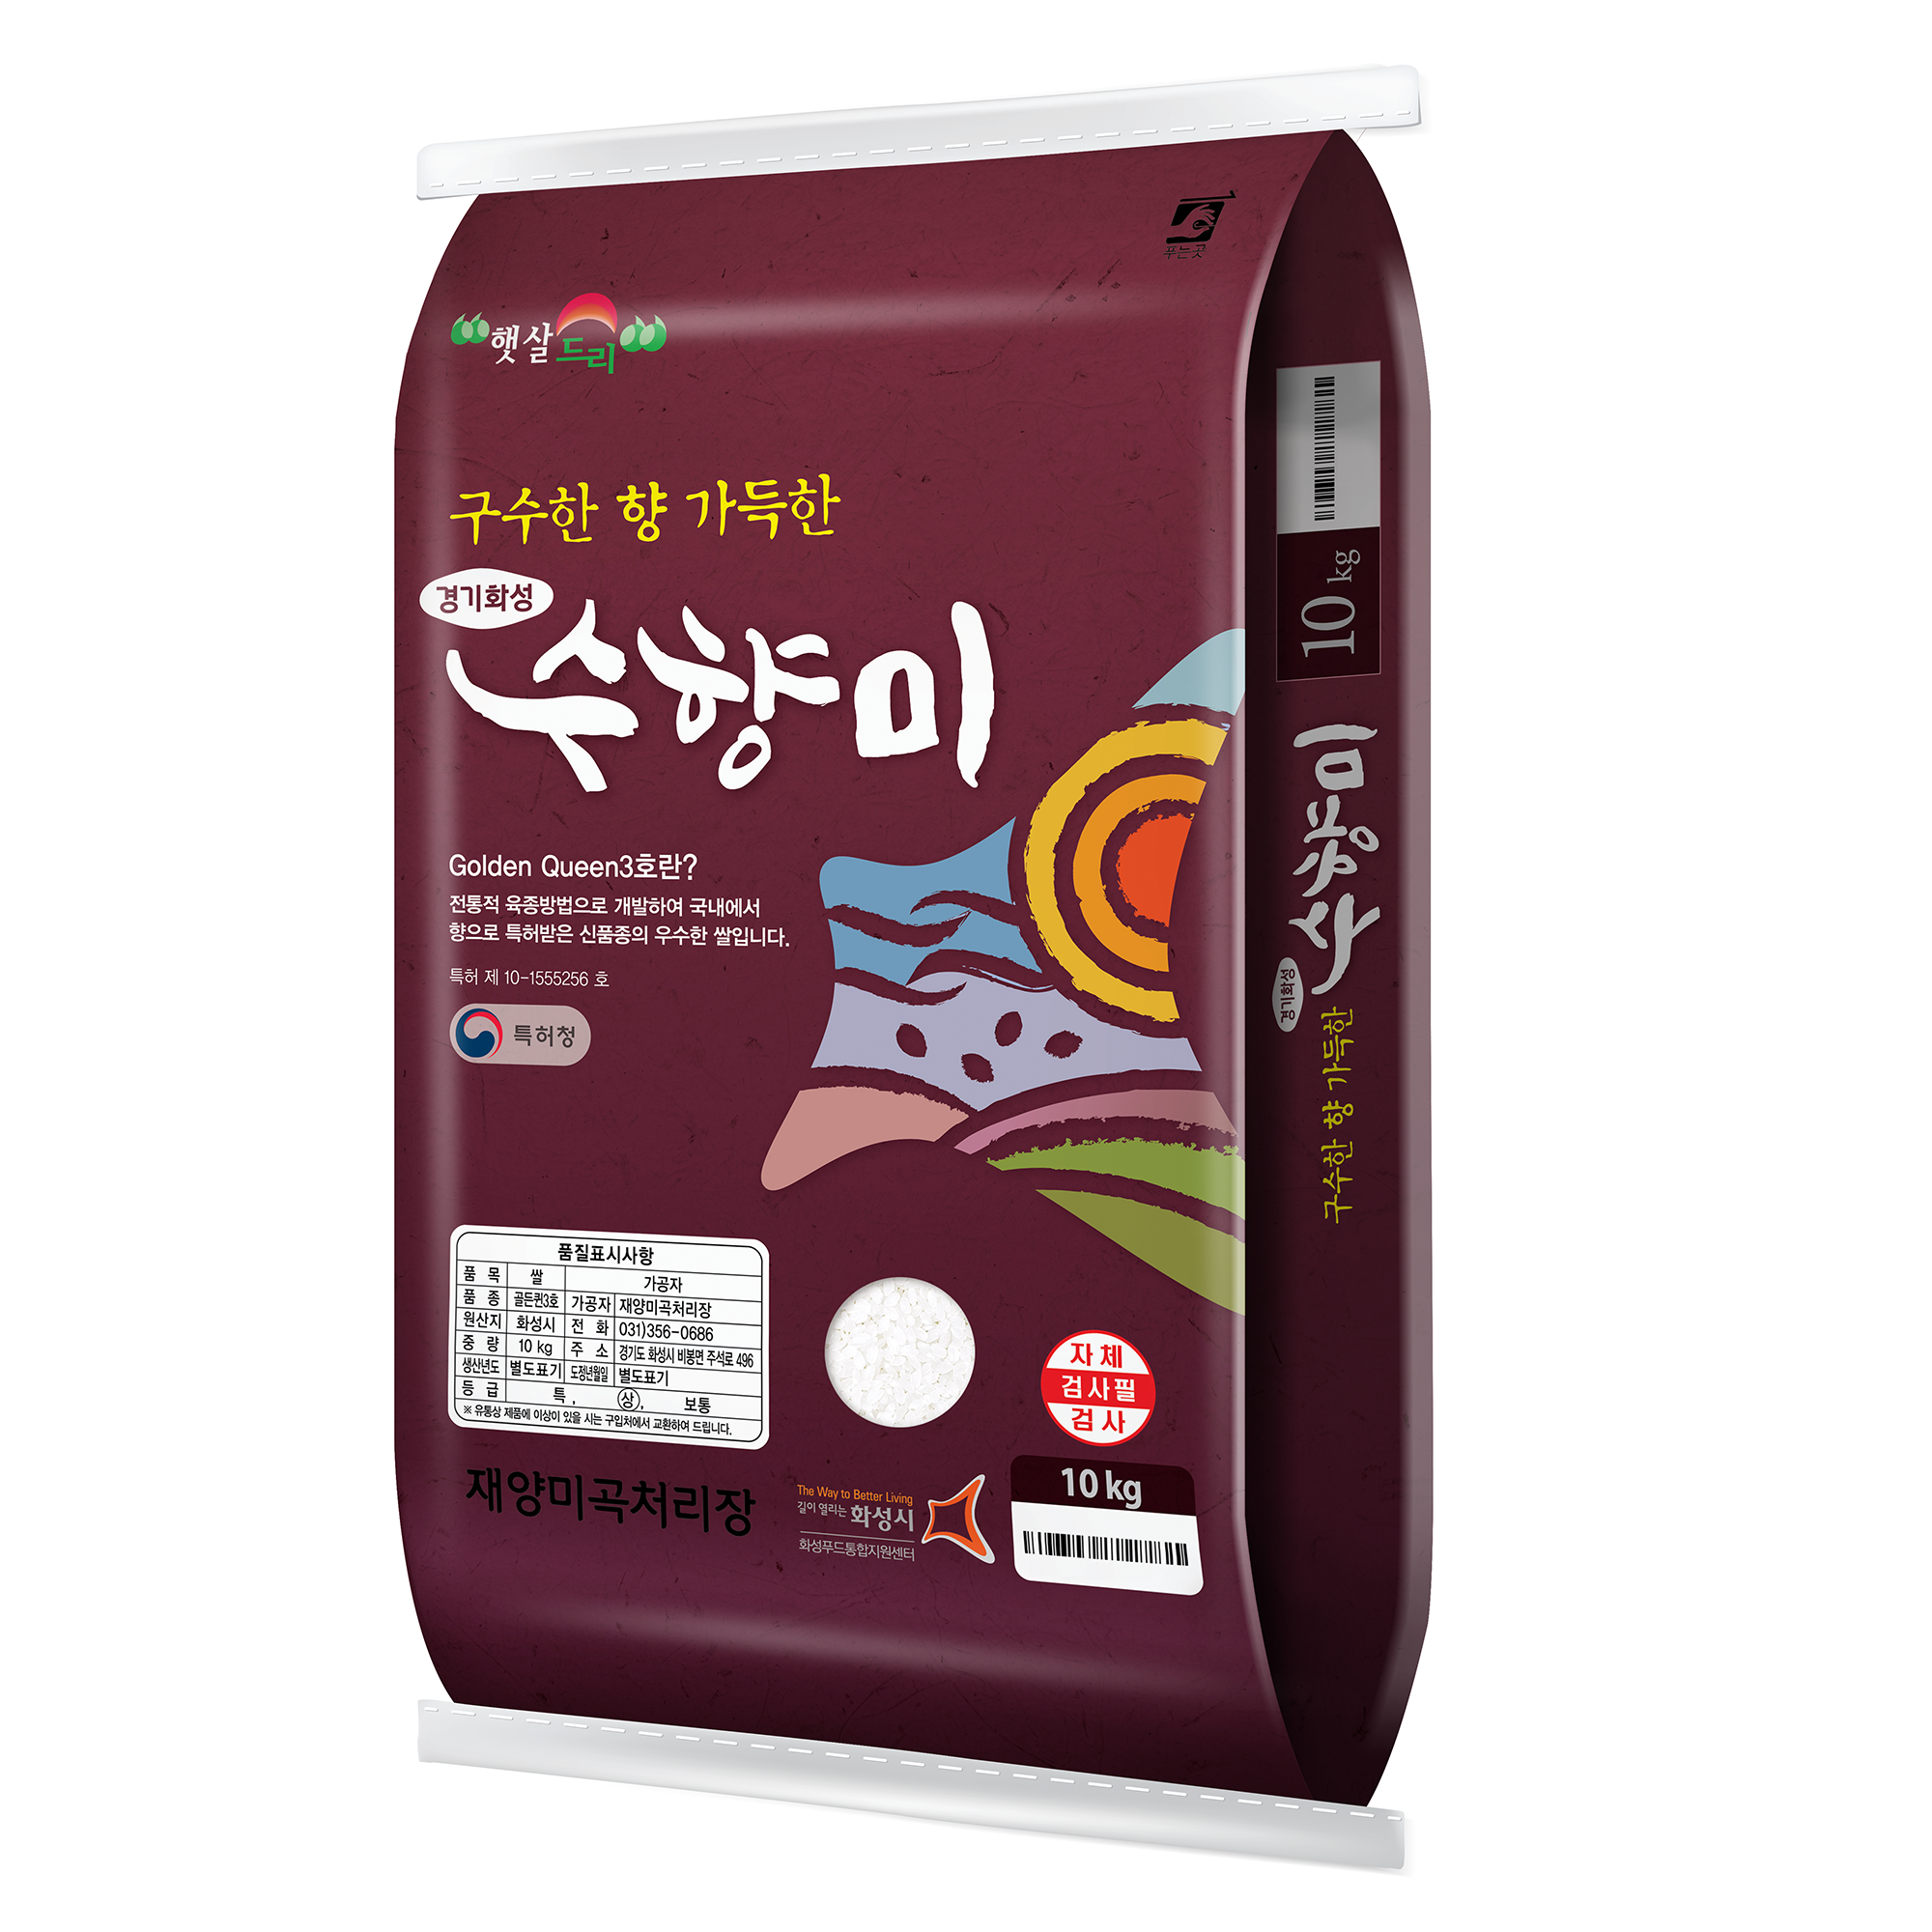 푸는곳
햇살드리
구수한 향 가득한
경기화성
수향미
Golden Queen3호란?
전통적 육종방법으로 개발하여 국내에서
향으로 특허받은 신품종의 우수한 쌀입니다.
특허 제 10-1555256 호
특허청
품질표시사항
품 목 쌀 가공자
품 종 골든퀸3호 가공자 재양미곡처리장
원산지 화성시 전 화 031)356-0686
중 량 10 kg 주 소 경기도 화성시 비봉면 주석로 496
생산년도 별도표기 도정년월일 별도표기
등 급 특, 상, 보통
※ 유통상 제품에 이상이 있을 시는 구입처에서 교환하여 드립니다.
자체
검사필
검사
재양미곡처리장
The Way to Better Living
길이 열리는 화성시
화성푸드통합지원센터
10 kg
10 kg
수향미
경기화성
구수한 향 가득한